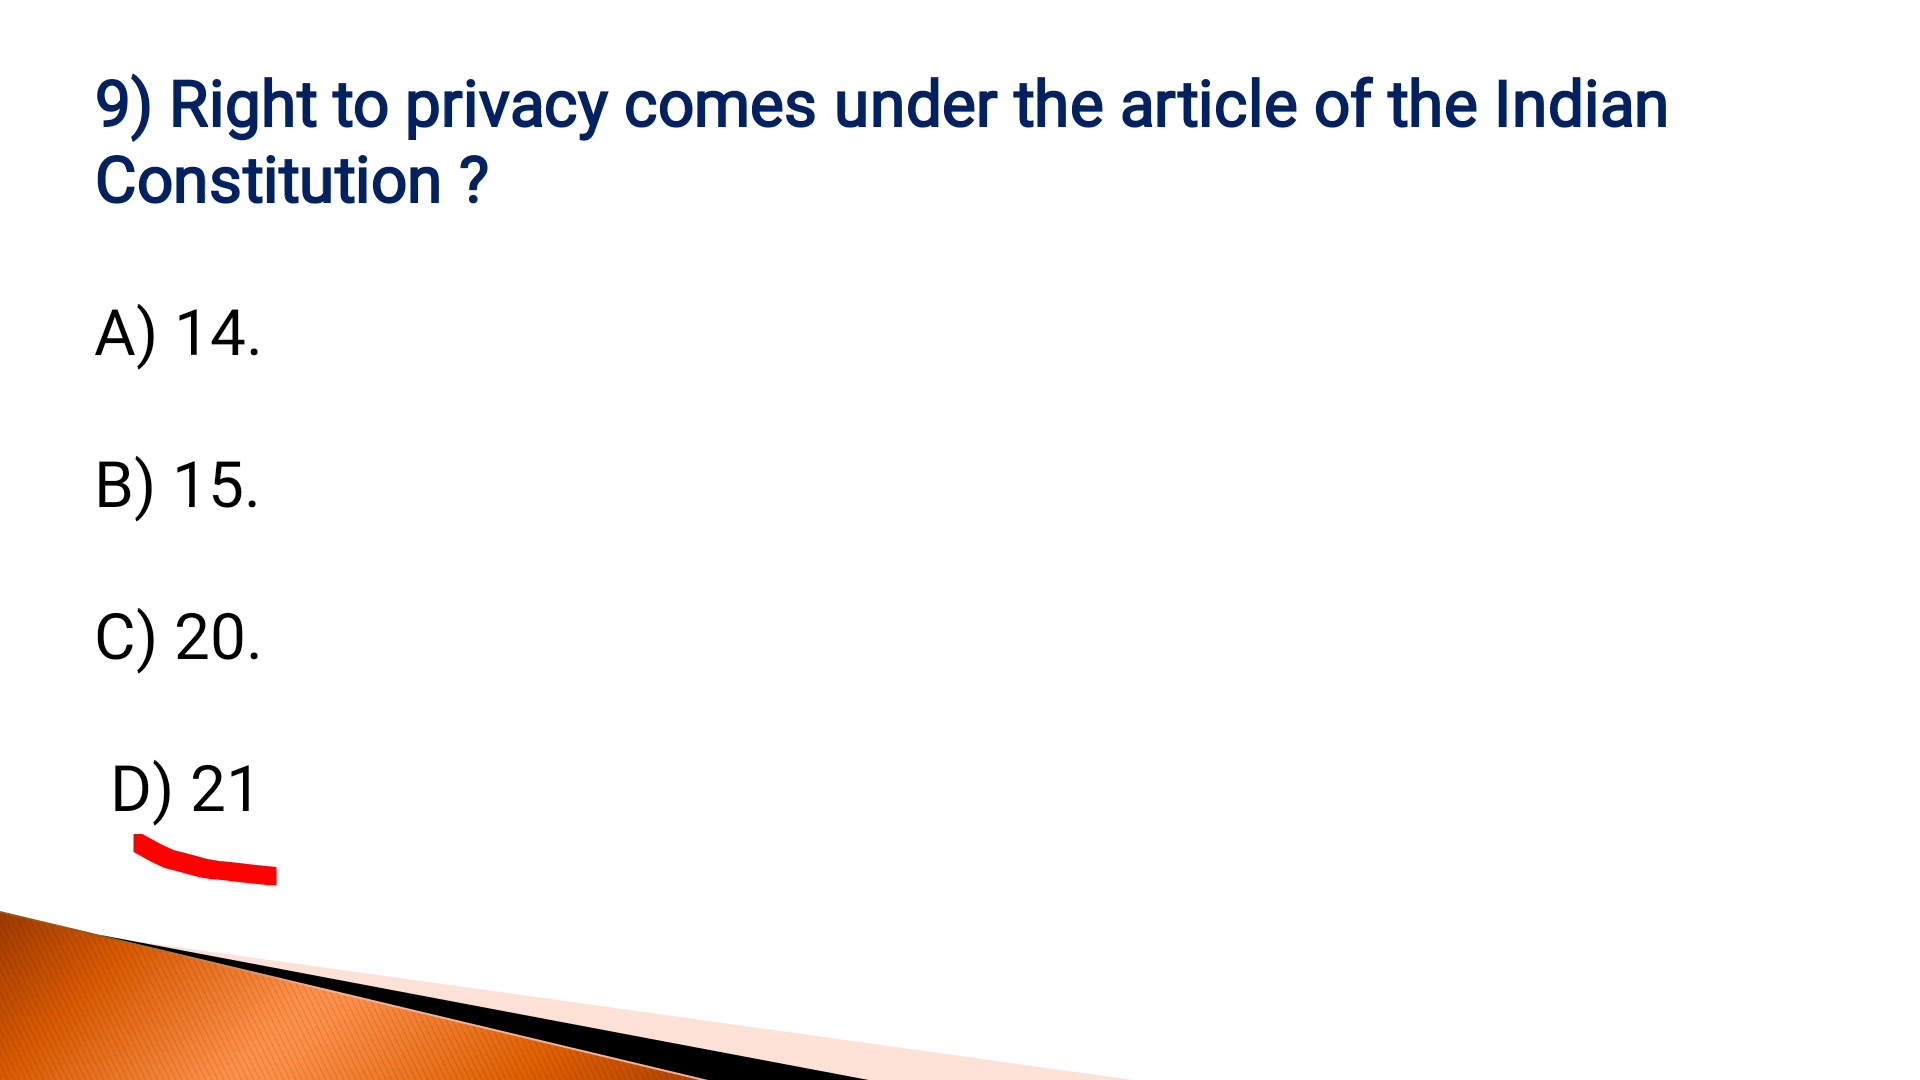 9) Right to privacy comes under the article of the Indian
Constitution ?
A) 14.
B) 15.
C) 20.
D) 21